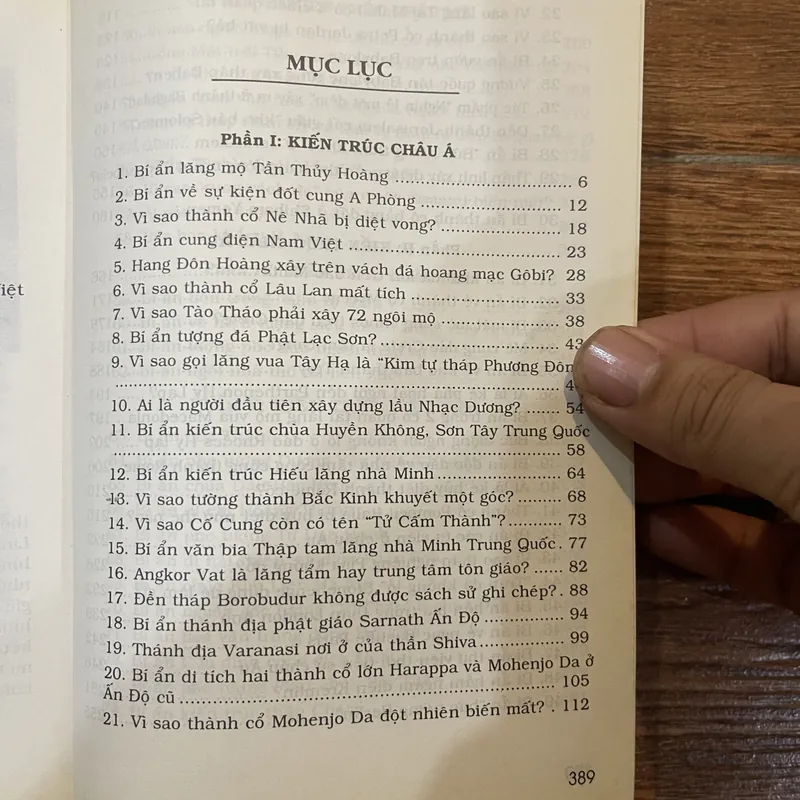 iệt
MỤC LỤC
Phần I: KIẾN TRÚC CHÂU Á
1. Bí ẩn lăng mộ Tần Thủy Hoàng ........................ 6
2. Bí ẩn về sự kiện đốt cung A Phòng .................... 12
3. Vì sao thành cổ Nê Nhã bị diệt vong? ................ 18
4. Bí ẩn cung điện Nam Việt ............................... 23
5. Hang Đôn Hoàng xây trên vách đá hoang mạc Gôbi? 28
6. Vì sao thành cổ Lâu Lan mất tích ..................... 33
7. Vì sao Tào Tháo phải xây 72 ngôi mộ ................. 38
8. Bí ẩn tượng đá Phật Lạc Sơn? .......................... 43
9. Vì sao gọi lăng vua Tây Hạ là “Kim tự tháp Phương
.................................................................. 4
10. Ai là người đầu tiên xây dựng lầu Nhạc Dương? ...... 54
11. Bí ẩn kiến trúc chùa Huyền Không, Sơn Tây Trung Quốc
.................................................................. 58
12. Bí ẩn kiến trúc Hiếu lăng nhà Minh .................. 64
13. Vì sao tường thành Bắc Kinh khuyết một góc? ....... 68
14. Vì sao Cố Cung còn có tên “Tử Cấm Thành”? .......... 73
15. Bí ẩn văn bia Thập tam lăng nhà Minh Trung Quốc . 77
16. Angkor Vat là lăng tẩm hay trung tâm tôn giáo? ...... 82
17. Đền tháp Borobudur không được sách sử ghi chép? . 88
18. Bí ẩn thánh địa phật giáo Sarnath Ấn Độ ............. 94
19. Thánh địa Varanasi nơi ở của thần Shiva .............. 99
20. Bí ẩn di tích hai thành cổ lớn Harappa và Mohenjo Da ở
Ấn Độ cũ ...................................................... 105
21. Vì sao thành cổ Mohenjo Da đột nhiên biến mất? . 112
389